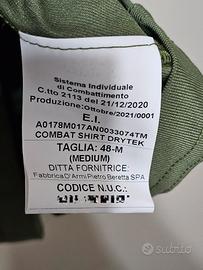 Sistema Individuale
di Combattimento
C.tto 2113 del 21/12/2020
Produzione: Ottobre/2021/0001
E.I.
A0178M017AN0033074TM
COMBAT SHIRT DRYTEK
TAGLIA: 48-M
(MEDIUM)
DITTA FORNITRICE:
Fabbrica D'Armi Pietro Beretta SPA
CODICE N.U.C.:
subito